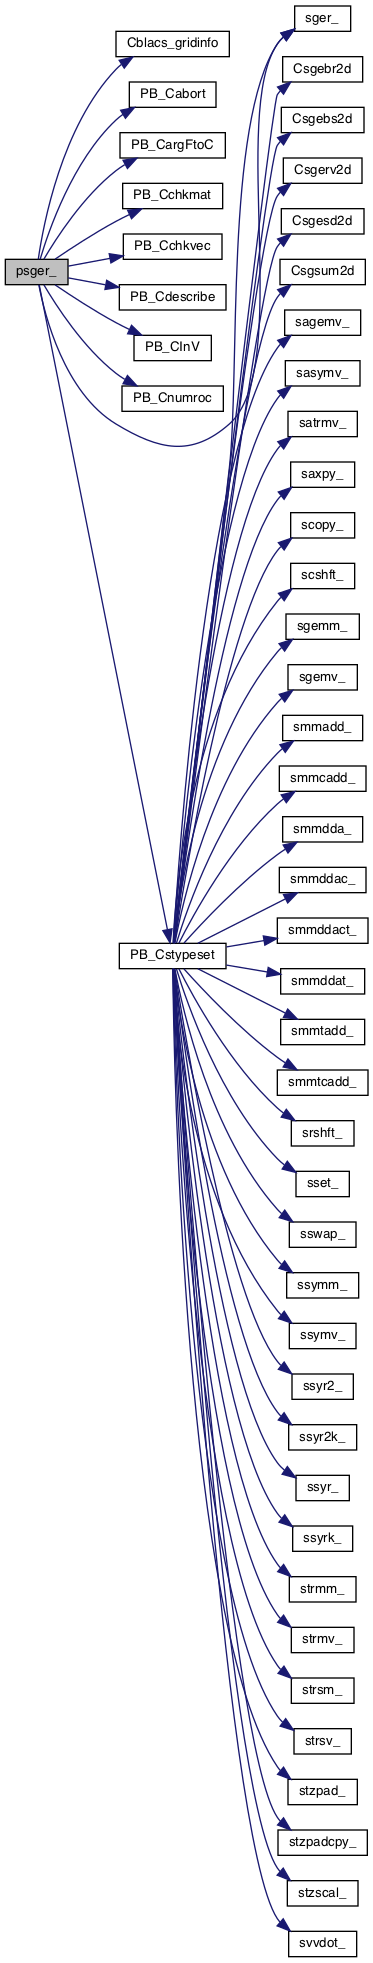 psger_
Cblacs_gridinfo
PB_Cabort
PB_CargFtoC
PB_Cchkmat
PB_Cchkvec
PB_Cdescribe
PB_CInV
PB_Cnumroc
PB_Cstypeset
sger_
Csgebr2d
Csgebs2d
Csgerv2d
Csgesd2d
Csgsum2d
sagemv_
sasymv_
satrmv_
saxpy_
scopy_
scshft_
sgemm_
sgemv_
smmadd_
smmcadd_
smmdda_
smmddac_
smmddact_
smmddat_
smmtadd_
smmtcadd_
srshft_
sset_
sswap_
ssymm_
ssymv_
ssyr2_
ssyr2k_
ssyr_
ssyrk_
strmm_
strmv_
strsm_
strsv_
stzpad_
stzpadcpy_
stzscal_
svvdot_